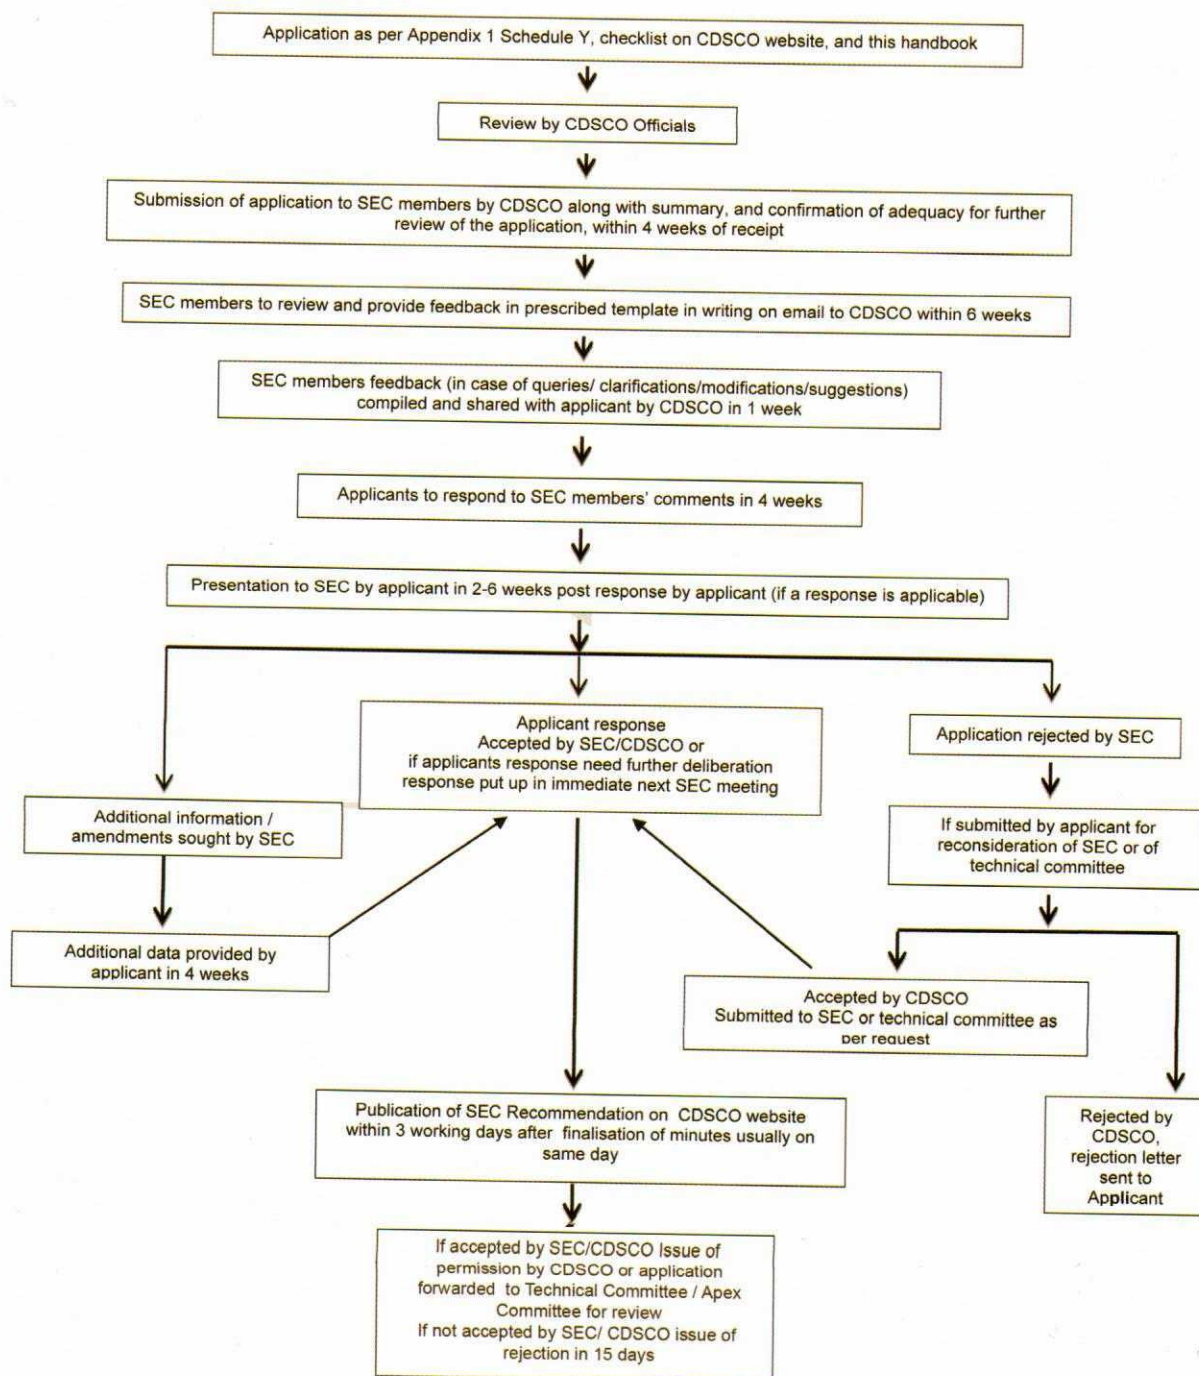 Application as per Appendix 1 Schedule Y, checklist on CDSCO website, and this handbook
Review by CDSCO Officials
Submission of application to SEC members by CDSCO along with summary, and confirmation of adequacy for further
review of the application, within 4 weeks of receipt
SEC members to review and provide feedback in prescribed template in writing on email to CDSCO within 6 weeks
SEC members feedback (in case of queries/ clarifications/modifications/suggestions)
compiled and shared with applicant by CDSCO in 1 week
Applicants to respond to SEC members' comments in 4 weeks
Presentation to SEC by applicant in 2-6 weeks post response by applicant (if a response is applicable)
Applicant response
Accepted by SEC/CDSCO or
if applicants response need further deliberation
response put up in immediate next SEC meeting
Application rejected by SEC
Additional information /
amendments sought by SEC
If submitted by applicant for
reconsideration of SEC or of
technical committee
Additional data provided by
applicant in 4 weeks
Accepted by CDSCO
Submitted to SEC or technical committee as
per request
Publication of SEC Recommendation on CDSCO website
within 3 working days after finalisation of minutes usually on
same day
Rejected by
CDSCO,
rejection letter
sent to
Applicant
If accepted by SEC/CDSCO Issue of
permission by CDSCO or application
forwarded to Technical Committee / Apex
Committee for review
If not accepted by SEC/ CDSCO issue of
rejection in 15 days